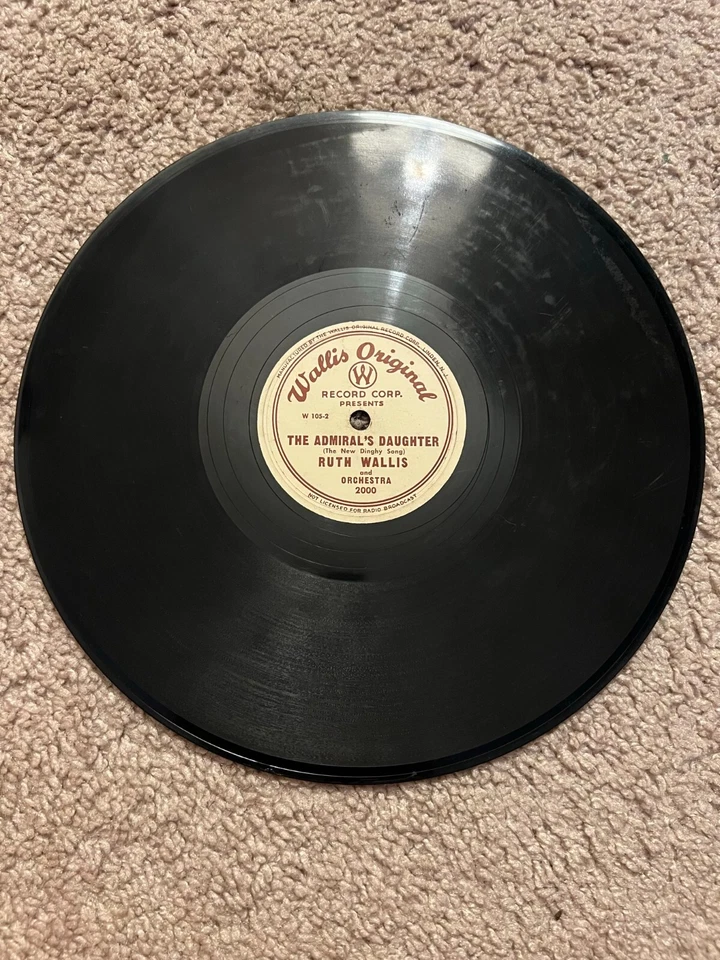 MANUFACTURED BY THE WALLIS ORIGINAL RECORD CORP., LINDEN, N.J.
Wallis Original
W
RECORD CORP.
PRESENTS
W 105-2
THE ADMIRAL'S DAUGHTER
(The New Dinghy Song)
RUTH WALLIS
and
ORCHESTRA
2000
NOT LICENSED FOR RADIO BROADCAST